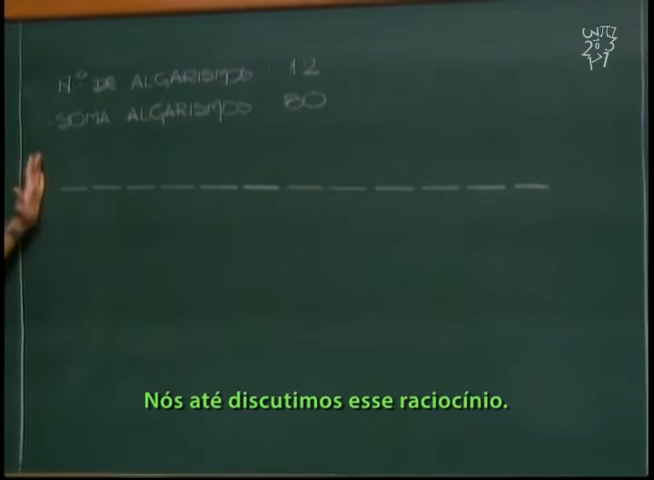 Nº DE ALGARISMOS : 12
SOMA ALGARISMOS 80
Nós até discutimos esse raciocínio.